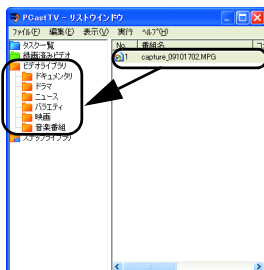 PCastTV - リストウインドウ
ファイル(F) 編集(E) 表示(V) 実行 ヘルプ(H)
タスク一覧
録画済みビデオ
ビデオライブラリ
ドキュメンタリ
ドラマ
ニュース
バラエティ
映画
音楽番組
スナップライブラリ
No. 番組名
1 capture_09101702.MPG